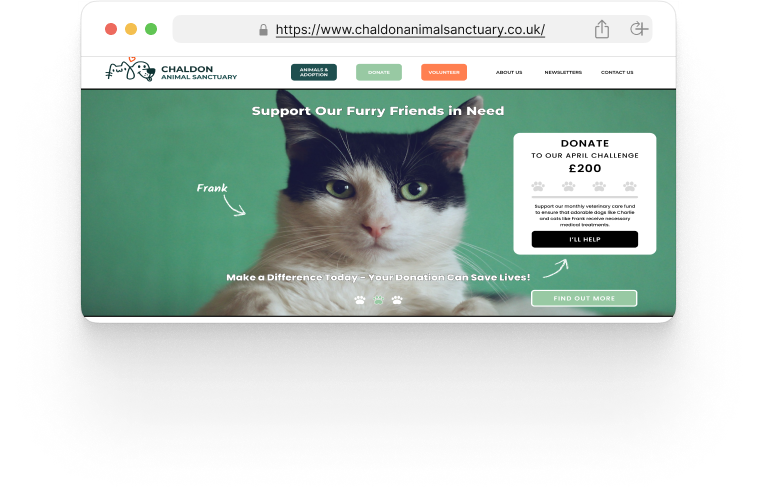 https://www.chaldonanimalsanctuary.co.uk/
CHALDON
ANIMAL SANCTUARY
ANIMALS &
ADOPTION
DONATE
VOLUNTEER
ABOUT US
NEWSLETTERS
CONTACT US
Support Our Furry Friends in Need
Frank
DONATE
TO OUR APRIL CHALLENGE
£200
Support our monthly veterinary care fund
to ensure that adorable dogs like Charlie
and cats like Frank receive necessary
medical treatments.
I'LL HELP
Make a Difference Today – Your Donation Can Save Lives!
FIND OUT MORE